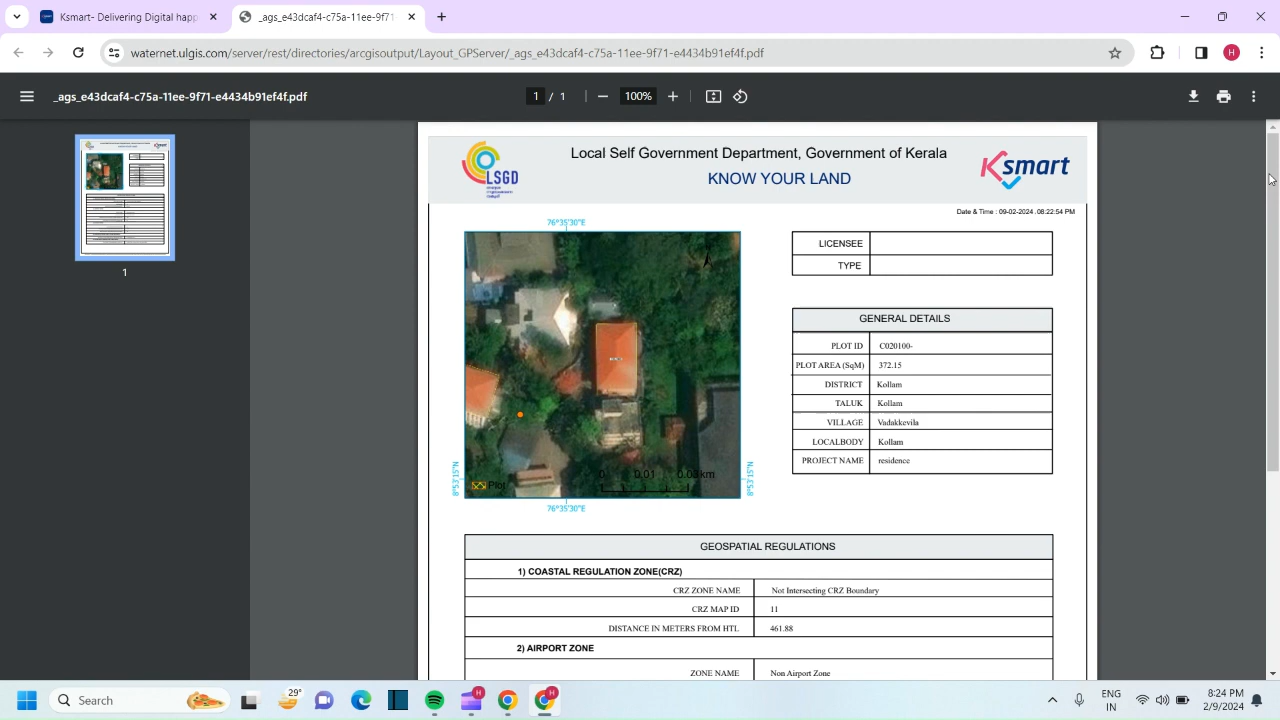 Delivering Digital happ
_ags_e43dcaf4-c75a-11ee-9f71
waternet.ulgis.com/server/rest/directories/arcgisoutput/Layout_GPServer/_ags_e43dcaf4-c75a-11ee-9f71-e4434b91ef4f.pdf
H
_ags_e43dcaf4-c75a-11ee-9f71-e4434b91ef4f.pdf
1 / 1
100%
1
LSGD
Local Self Government Department, Government of Kerala
KNOW YOUR LAND
Ksmart
Date & Time : 09-02-2024 .08:22:54 PM
76°35'30"E
8°53'15"N
8°53'15"N
76°35'30"E
0 0.01 0.03 km
Plot
LICENSEE
TYPE
GENERAL DETAILS
PLOT ID C020100-
PLOT AREA (SqM) 372.15
DISTRICT Kollam
TALUK Kollam
VILLAGE Vadakkevila
LOCALBODY Kollam
PROJECT NAME residence
GEOSPATIAL REGULATIONS
1) COASTAL REGULATION ZONE(CRZ)
CRZ ZONE NAME Not Intersecting CRZ Boundary
CRZ MAP ID 11
DISTANCE IN METERS FROM HTL 461.88
2) AIRPORT ZONE
ZONE NAME Non Airport Zone
Search
29°
H
H
ENG
IN
8:24 PM
2/9/2024